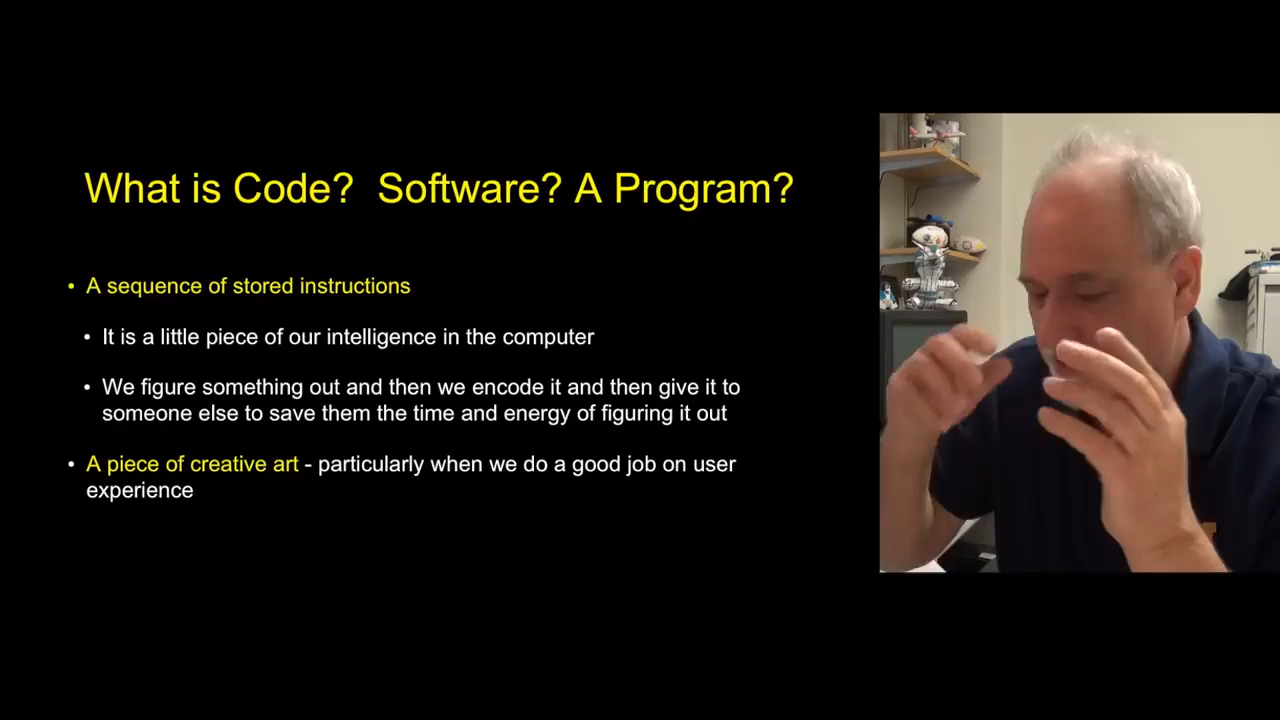 What is Code?  Software? A Program?
• A sequence of stored instructions
• It is a little piece of our intelligence in the computer
• We figure something out and then we encode it and then give it to
someone else to save them the time and energy of figuring it out
• A piece of creative art - particularly when we do a good job on user
experience